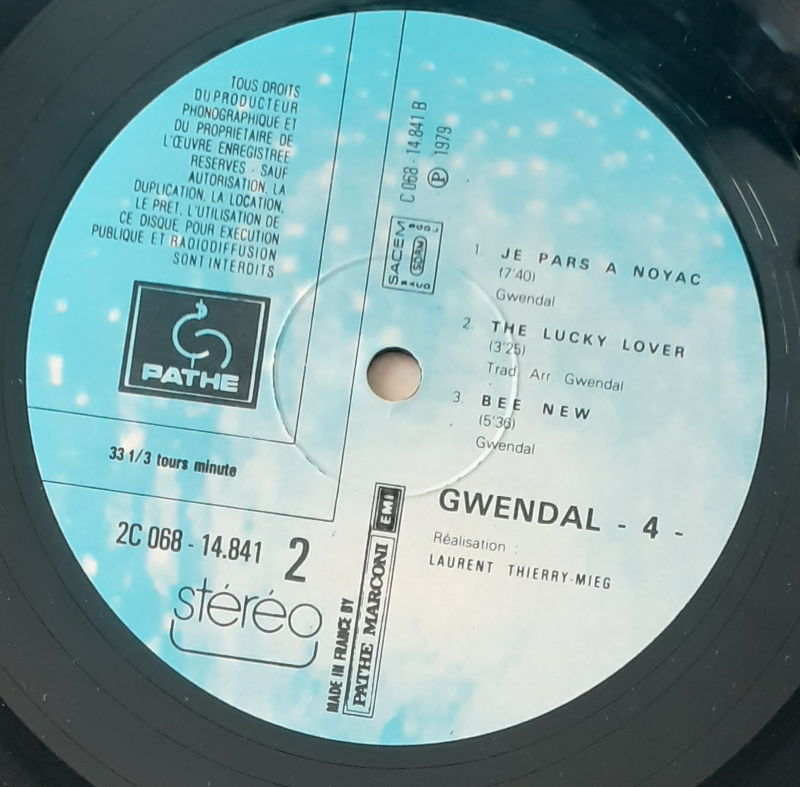 TOUS DROITS
DU PRODUCTEUR
PHONOGRAPHIQUE ET
DU PROPRIETAIRE DE
L'ŒUVRE ENREGISTREE
RESERVES - SAUF
AUTORISATION, LA
DUPLICATION, LA LOCATION,
LE PRET, L'UTILISATION DE
CE DISQUE POUR EXECUTION
PUBLIQUE ET RADIODIFFUSION
SONT INTERDITS
PATHE
33 1/3 tours minute
2C 068 - 14.841 2
stéréo
MADE IN FRANCE BY
PATHE MARCONI EMI
C 068 - 14.841 B
Ⓟ 1979
SACEM
SDRM
1. JE PARS A NOYAC
(7'40)
Gwendal
2. THE LUCKY LOVER
(3'25)
Trad. Arr. Gwendal
3. BEE NEW
(5'36)
Gwendal
GWENDAL - 4 -
Réalisation :
LAURENT THIERRY-MIEG